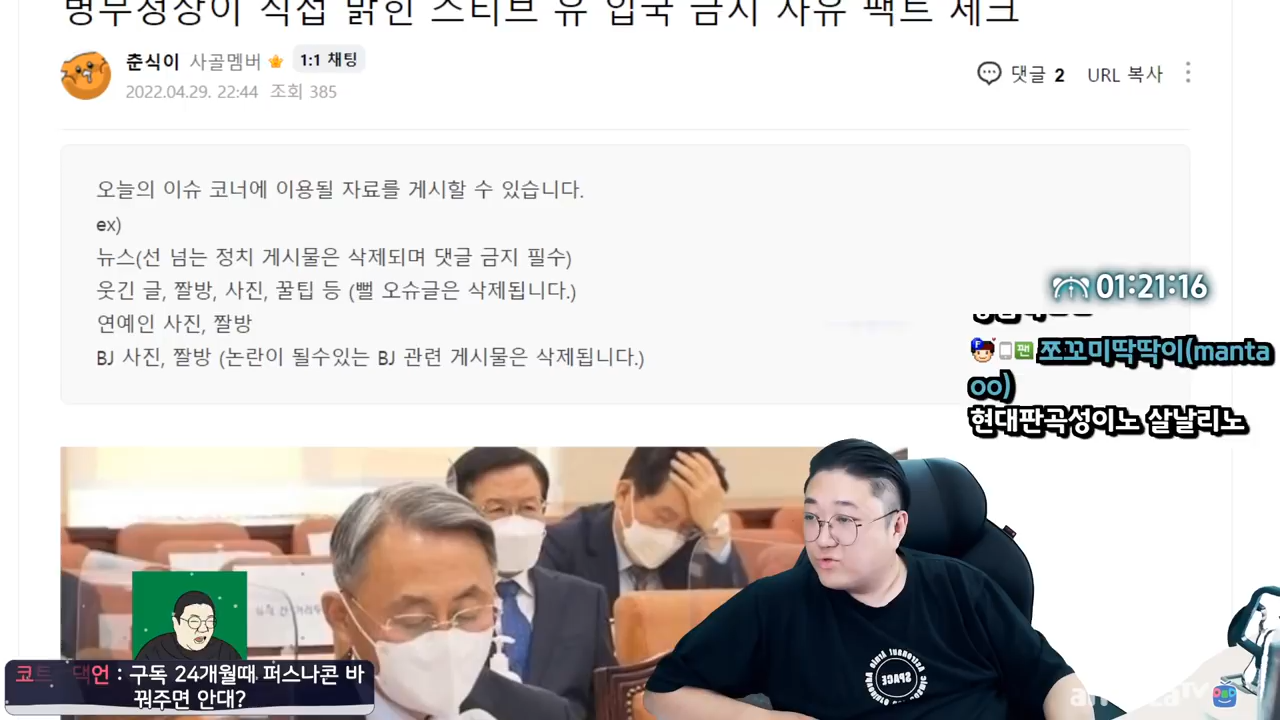 병무청장이 직접 밝힌 스티브 유 입국 금지 사유 팩트 체크
춘식이 사골멤버 1:1 채팅
2022.04.29. 22:44 조회 385
댓글 2 URL 복사
오늘의 이슈 코너에 이용될 자료를 게시할 수 있습니다.
ex)
뉴스(선 넘는 정치 게시물은 삭제되며 댓글 금지 필수)
웃긴 글, 짤방, 사진, 꿀팁 등 (뻘 오슈글은 삭제됩니다.)
연예인 사진, 짤방
BJ 사진, 짤방 (논란이 될수있는 BJ 관련 게시물은 삭제됩니다.)
01:21:16
팬 쪼꼬미딱딱이(manta
oo)
현대판곡성이노 살날리노
: 구독 24개월때 퍼스나콘 바
꿔주면 안대?
SPACE